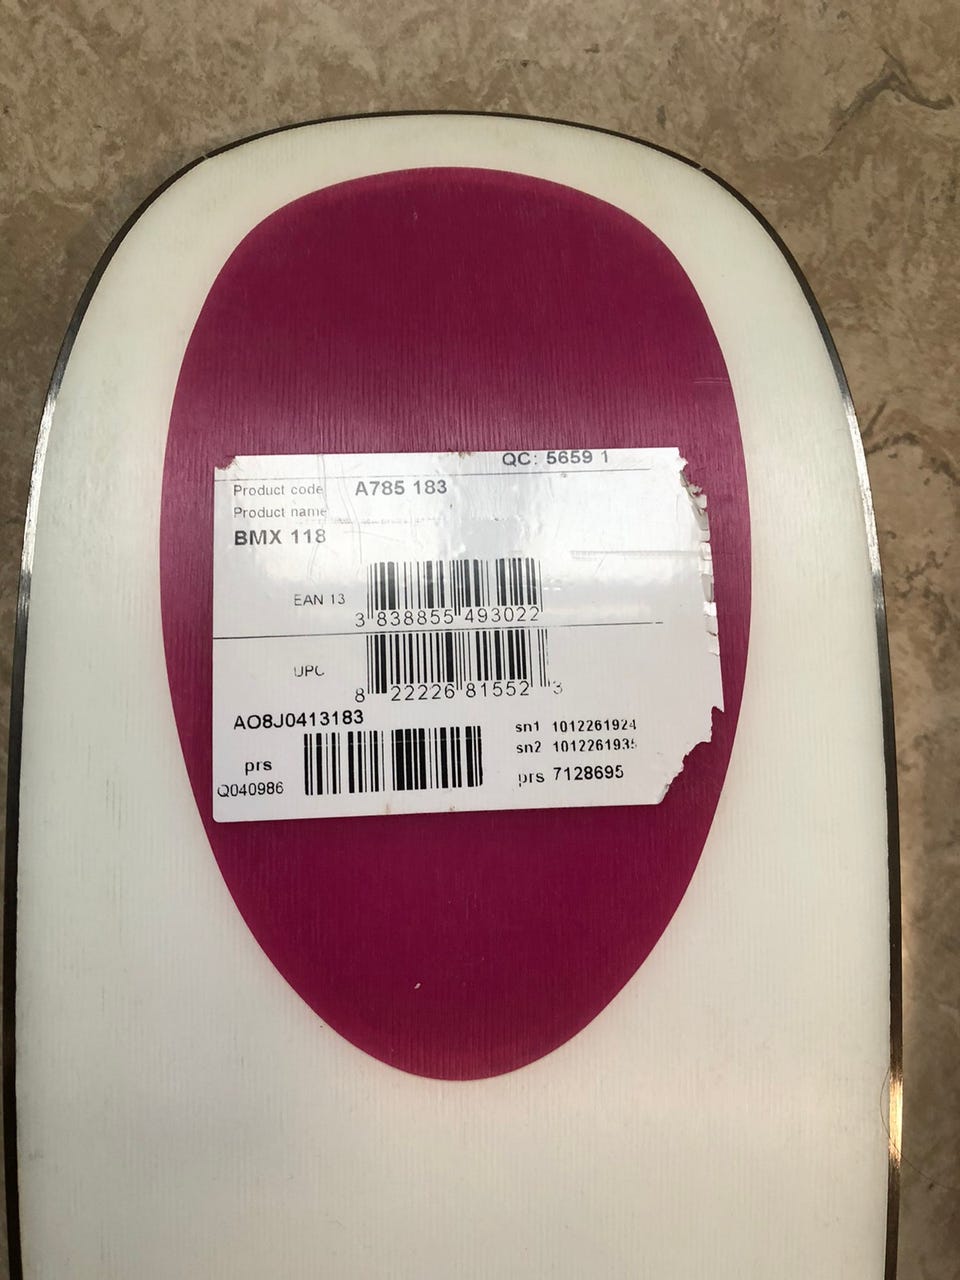 QC: 5659 1
Product code A785 183
Product name
BMX 118
EAN 13
3 838855 493022
UPC
8 22226 81552 3
AO8J0413183
sn1 1012261924
sn2 1012261935
prs
prs 7128695
Q040986